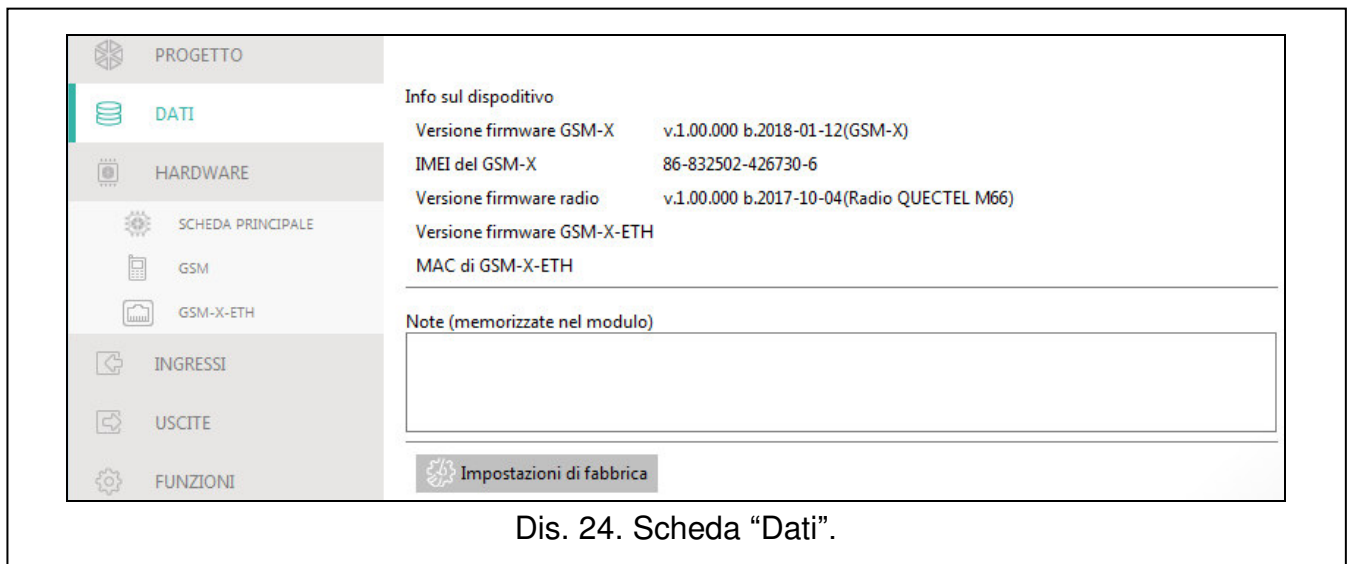 PROGETTO
DATI
HARDWARE
SCHEDA PRINCIPALE
GSM
GSM-X-ETH
INGRESSI
USCITE
FUNZIONI
Info sul dispoditivo
Versione firmware GSM-X v.1.00.000 b.2018-01-12(GSM-X)
IMEI del GSM-X 86-832502-426730-6
Versione firmware radio v.1.00.000 b.2017-10-04(Radio QUECTEL M66)
Versione firmware GSM-X-ETH
MAC di GSM-X-ETH
Note (memorizzate nel modulo)
Impostazioni di fabbrica
Dis. 24. Scheda “Dati”.